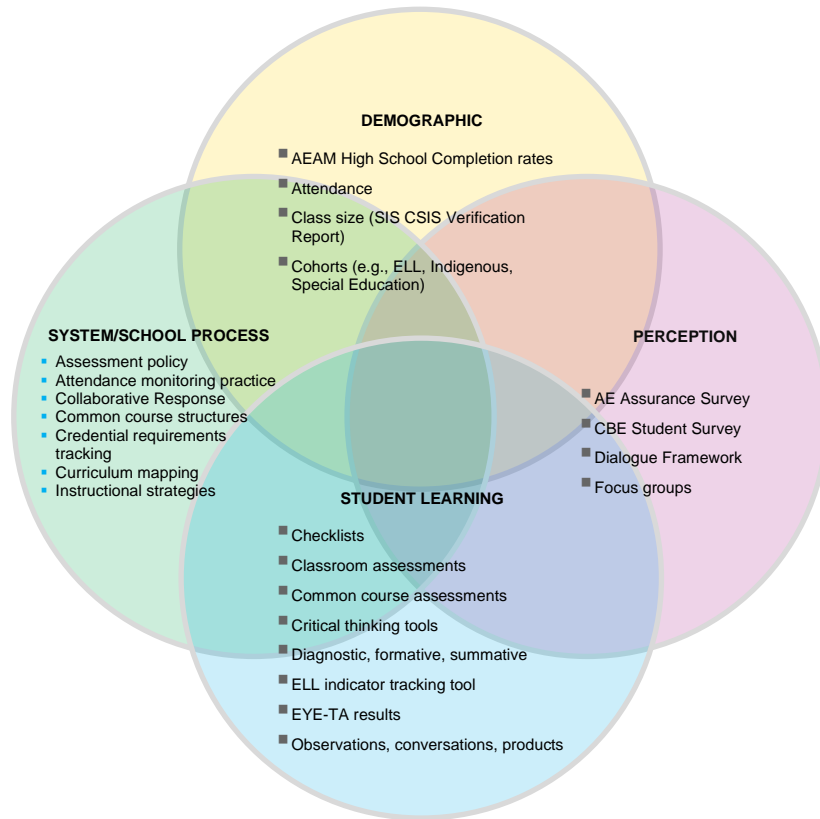 DEMOGRAPHIC
AEAM High School Completion rates
Attendance
Class size (SIS CSIS Verification
Report)
Cohorts (e.g., ELL, Indigenous,
Special Education)
SYSTEM/SCHOOL PROCESS
Assessment policy
Attendance monitoring practice
Collaborative Response
Common course structures
Credential requirements
tracking
Curriculum mapping
Instructional strategies
PERCEPTION
AE Assurance Survey
CBE Student Survey
Dialogue Framework
Focus groups
STUDENT LEARNING
Checklists
Classroom assessments
Common course assessments
Critical thinking tools
Diagnostic, formative, summative
ELL indicator tracking tool
EYE-TA results
Observations, conversations, products